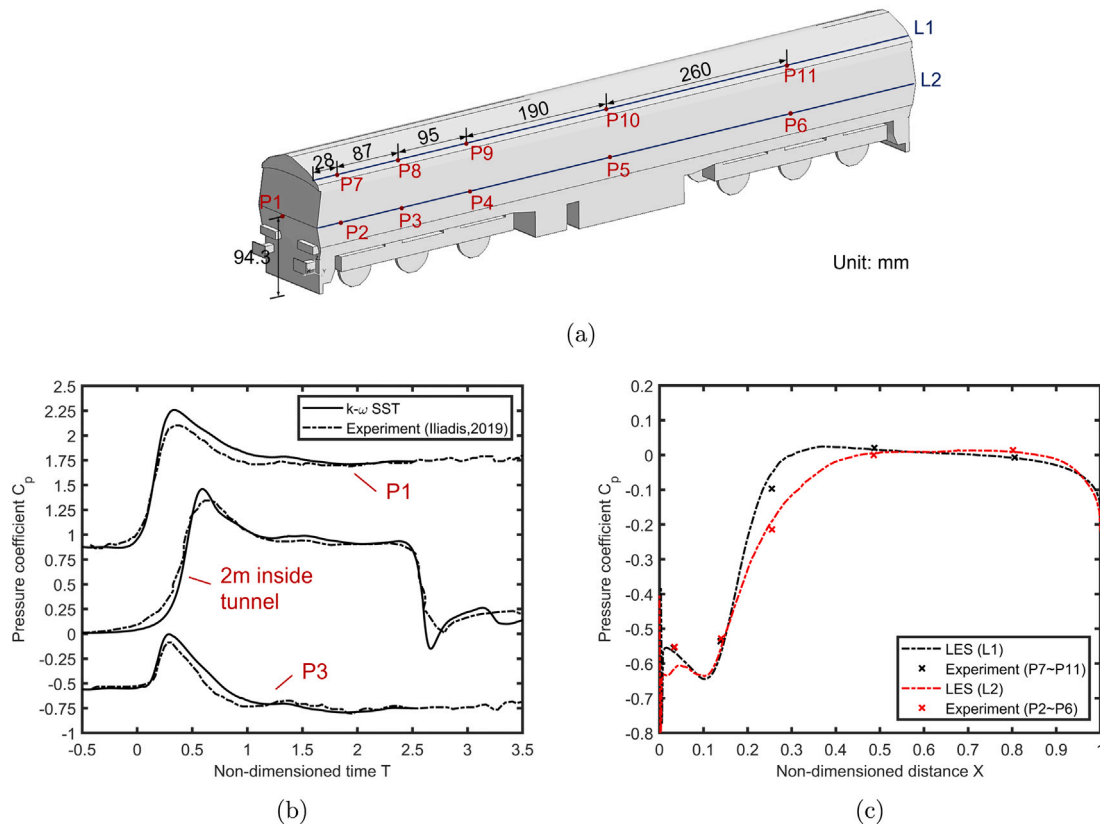 L1
260
P11
L2
190
P10
P6
95
P9
87
P8
P5
28
P7
P4
P1
P3
P2
94.3
Unit: mm
(a)
2.5
2.25
2
1.75
1.5
1.25
1
0.75
0.5
0.25
0
-0.25
-0.5
-0.75
-1
Pressure coefficient Cp
k-ω SST
Experiment (Iliadis,2019)
P1
2m inside
tunnel
P3
-0.5 0 0.5 1 1.5 2 2.5 3 3.5
Non-dimensioned time T
(b)
0.2
0.1
0
-0.1
-0.2
-0.3
-0.4
-0.5
-0.6
-0.7
-0.8
Pressure coefficient Cp
LES (L1)
Experiment (P7~P11)
LES (L2)
Experiment (P2~P6)
0 0.1 0.2 0.3 0.4 0.5 0.6 0.7 0.8 0.9 1
Non-dimensioned distance X
(c)